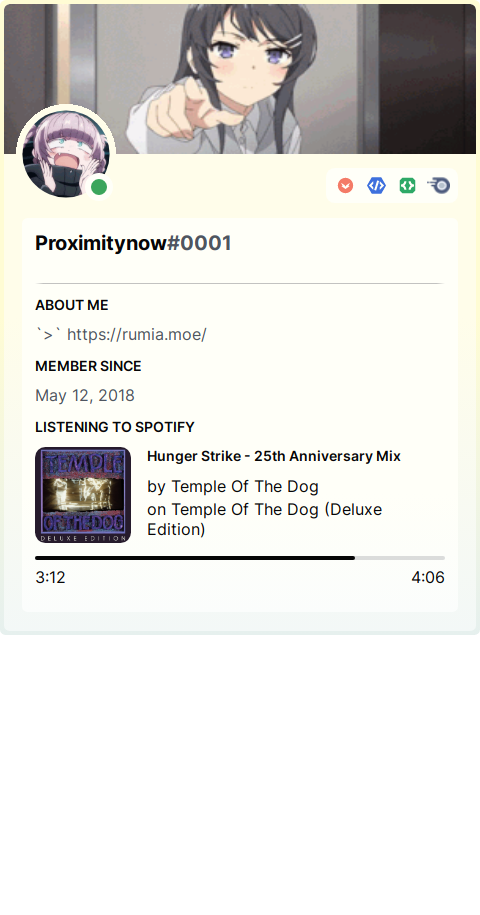 Proximitynow#0001
ABOUT ME
`>` https://rumia.moe/
MEMBER SINCE
May 12, 2018
LISTENING TO SPOTIFY
TEMPLE
OF THE DOG
DELUXE EDITION
Hunger Strike - 25th Anniversary Mix
by Temple Of The Dog
on Temple Of The Dog (Deluxe
Edition)
3:12
4:06